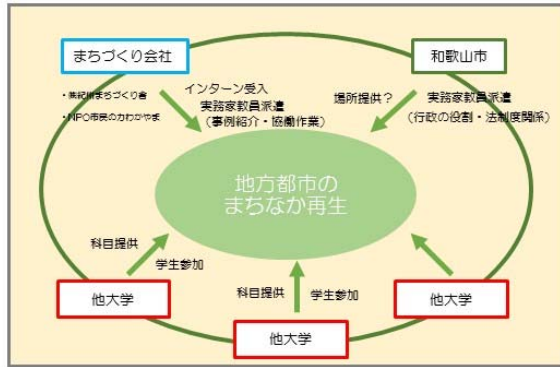 まちづくり会社
和歌山市
・㈱紀州まちづくり舎
・NPO市民の力わかやま
インターン受入
実務家教員派遣
（事例紹介・協働作業）
場所提供？
実務家教員派遣
（行政の役割・法制度関係）
地方都市の
まちなか再生
科目提供
学生参加
他大学
科目提供
学生参加
他大学
他大学